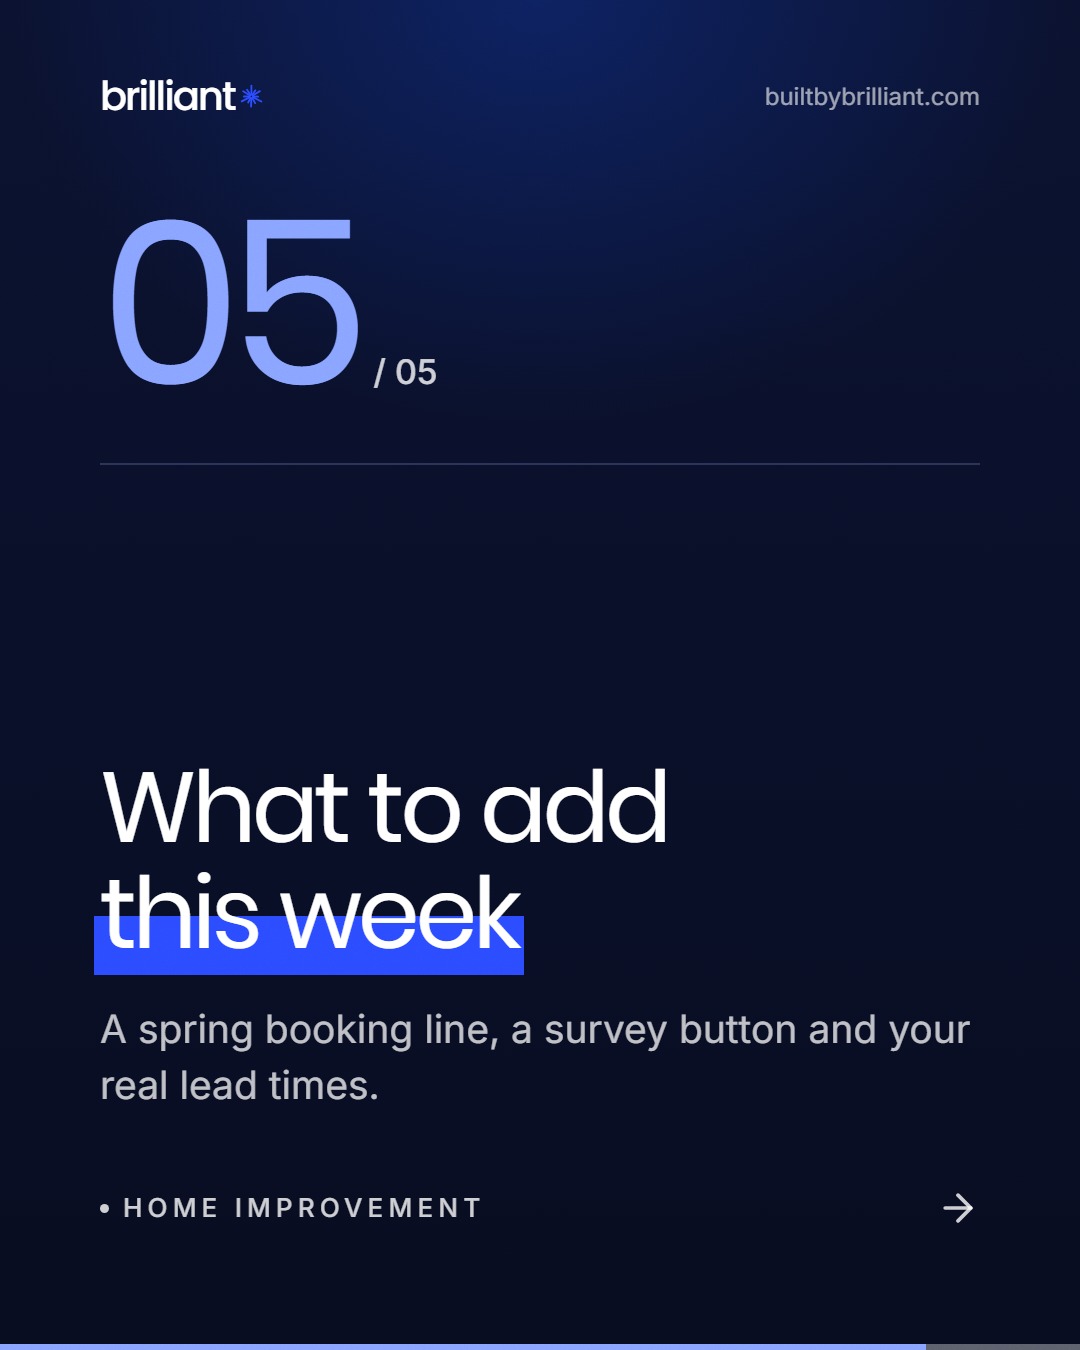 brilliant
builtbybrilliant.com
05 / 05
What to add
this week
A spring booking line, a survey button and your
real lead times.
• HOME IMPROVEMENT